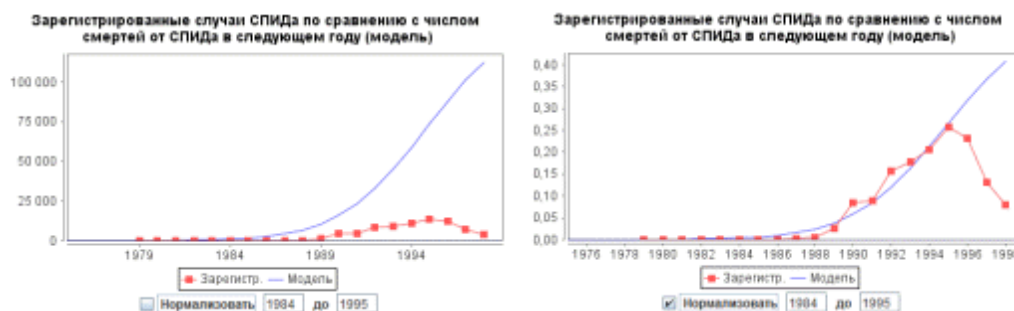 Зарегистрированные случаи СПИДа по сравнению с числом
смертей от СПИДа в следующем году (модель)
100 000
75 000
50 000
25 000
0
1979 1984 1989 1994
Зарегистр. Модель
Нормализовать 1984 до 1995
Зарегистрированные случаи СПИДа по сравнению с числом
смертей от СПИДа в следующем году (модель)
0,40
0,35
0,30
0,25
0,20
0,15
0,10
0,05
0,00
1976 1978 1980 1982 1984 1986 1988 1990 1992 1994 1996
Зарегистр. Модель
Нормализовать 1984 до 1995